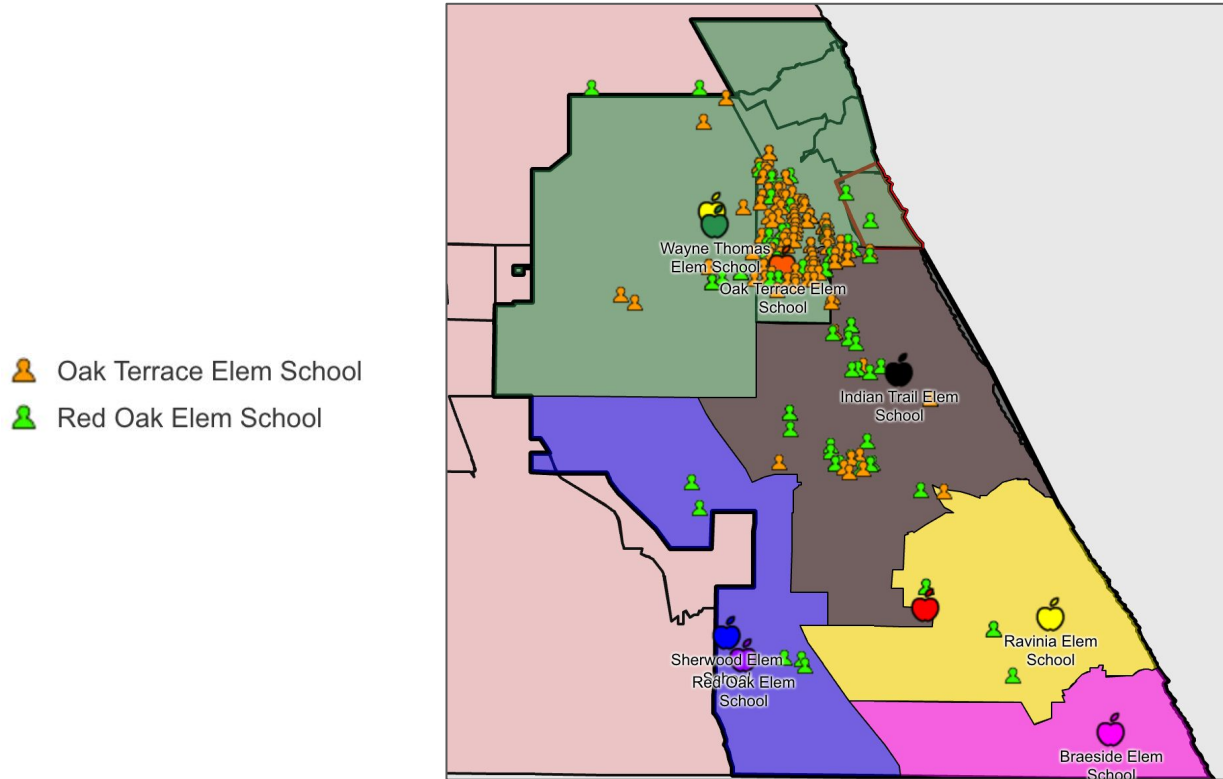 Oak Terrace Elem School
Red Oak Elem School
Wayne Thomas
Elem School
Oak Terrace Elem
School
Indian Trail Elem
School
Sherwood Elem
School
Red Oak Elem
School
Ravinia Elem
School
Braeside Elem
School